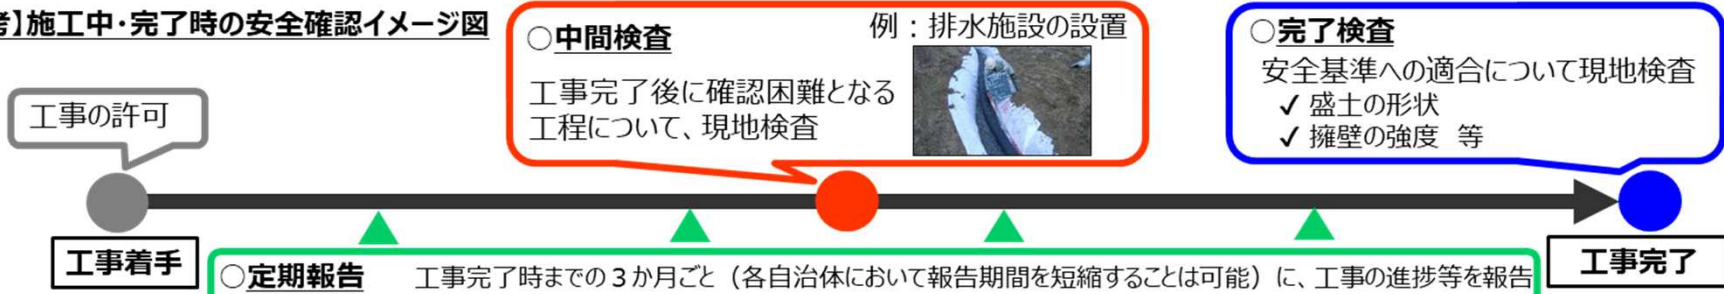 考】施工中・完了時の安全確認イメージ図
工事の許可
○中間検査
例：排水施設の設置
工事完了後に確認困難となる
工程について、現地検査
○完了検査
安全基準への適合について現地検査
✓ 盛土の形状
✓ 擁壁の強度 等
工事着手
○定期報告 工事完了時までの３か月ごと（各自治体において報告期間を短縮することは可能）に、工事の進捗等を報告
工事完了